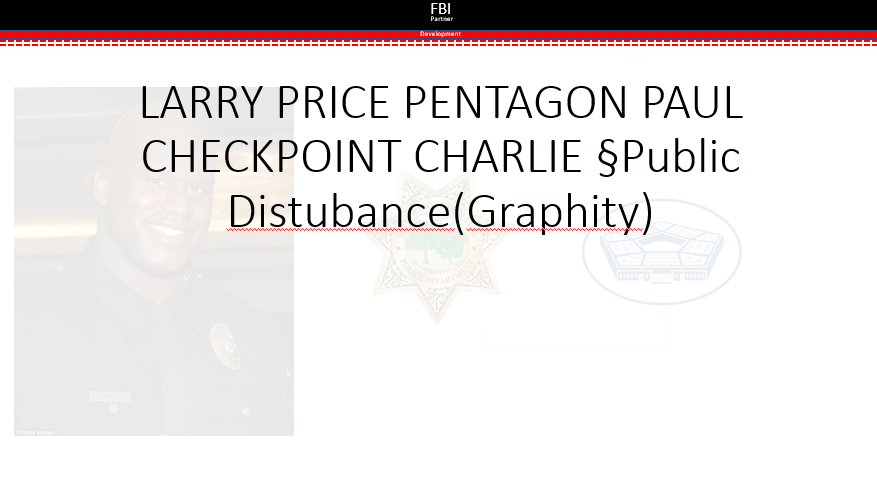 FBI
Partner
Development
LARRY PRICE PENTAGON PAUL
CHECKPOINT CHARLIE §Public
Distubance(Graphity)